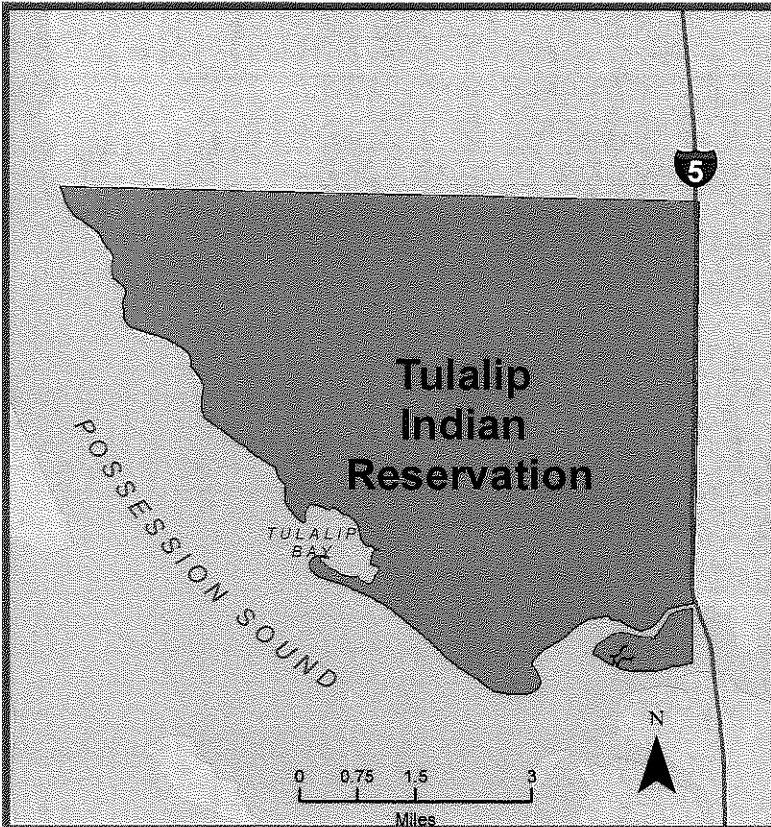 5
Tulalip
Indian
Reservation
POSSESSION SOUND
TULALIP
BAY
N
0 0.75 1.5 3
Miles